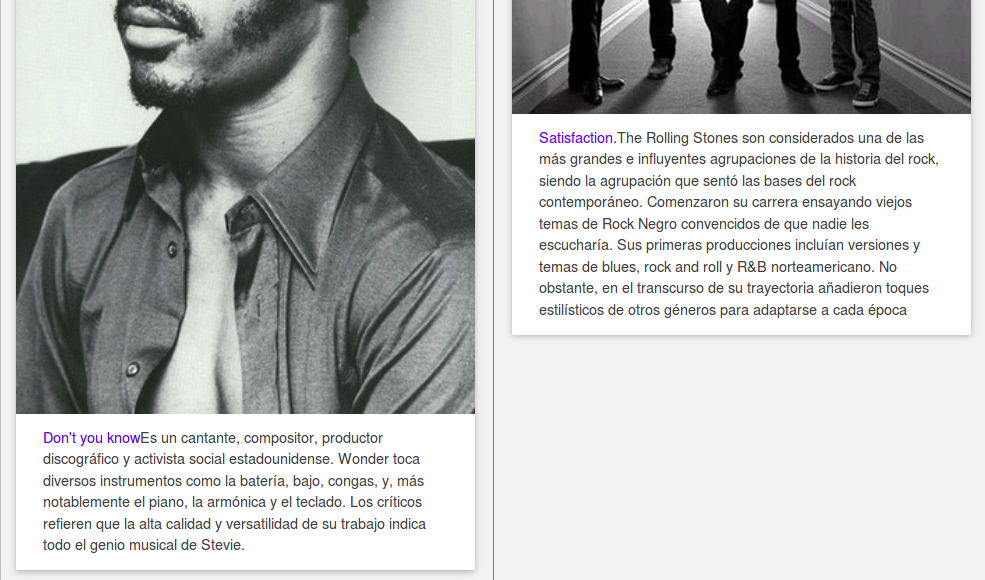 Don't you knowEs un cantante, compositor, productor
discográfico y activista social estadounidense. Wonder toca
diversos instrumentos como la batería, bajo, congas, y, más
notablemente el piano, la armónica y el teclado. Los críticos
refieren que la alta calidad y versatilidad de su trabajo indica
todo el genio musical de Stevie.
Satisfaction.The Rolling Stones son considerados una de las
más grandes e influyentes agrupaciones de la historia del rock,
siendo la agrupación que sentó las bases del rock
contemporáneo. Comenzaron su carrera ensayando viejos
temas de Rock Negro convencidos de que nadie les
escucharía. Sus primeras producciones incluían versiones y
temas de blues, rock and roll y R&B norteamericano. No
obstante, en el transcurso de su trayectoria añadieron toques
estilísticos de otros géneros para adaptarse a cada época